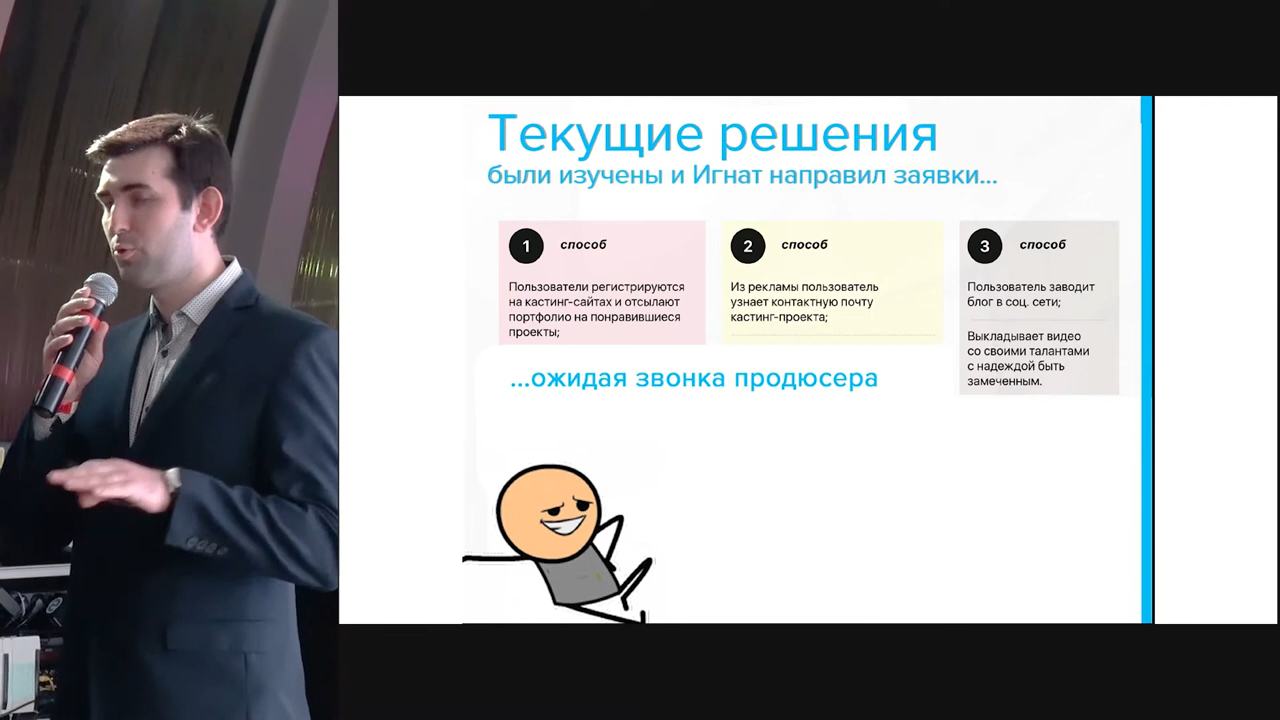 Текущие решения
были изучены и Игнат направил заявки...
1 способ
Пользователи регистрируются
на кастинг-сайтах и отсылают
портфолио на понравившиеся
проекты;
2 способ
Из рекламы пользователь
узнает контактную почту
кастинг-проекта;
3 способ
Пользователь заводит
блог в соц. сети;
Выкладывает видео
со своими талантами
с надеждой быть
замеченным.
...ожидая звонка продюсера